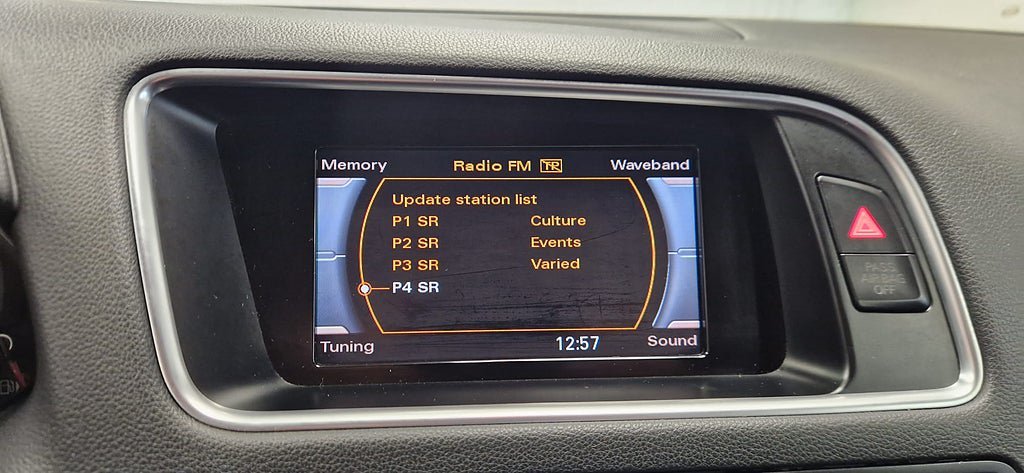 Memory Radio FM TP Waveband
Update station list
P1 SR Culture
P2 SR Events
P3 SR Varied
P4 SR
Tuning 12:57 Sound
PASS
AIRBAG
OFF